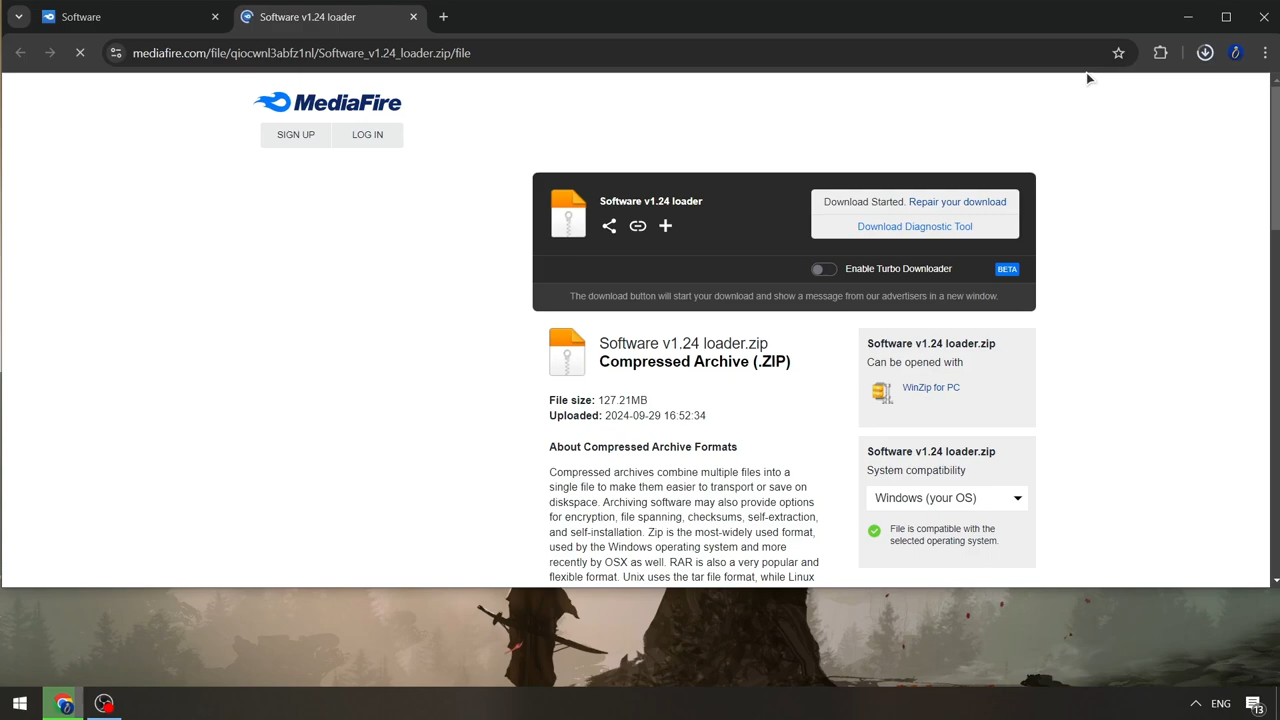 Software
Software v1.24 loader
mediafire.com/file/qiocwnl3abfz1nl/Software_v1.24_loader.zip/file
MediaFire
SIGN UP
LOG IN
Software v1.24 loader
Download Started. Repair your download
Download Diagnostic Tool
Enable Turbo Downloader
BETA
The download button will start your download and show a message from our advertisers in a new window.
Software v1.24 loader.zip
Compressed Archive (.ZIP)
File size: 127.21MB
Uploaded: 2024-09-29 16:52:34
About Compressed Archive Formats
Compressed archives combine multiple files into a
single file to make them easier to transport or save on
diskspace. Archiving software may also provide options
for encryption, file spanning, checksums, self-extraction,
and self-installation. Zip is the most-widely used format,
used by the Windows operating system and more
recently by OSX as well. RAR is also a very popular and
flexible format. Unix uses the tar file format, while Linux
Software v1.24 loader.zip
Can be opened with
WinZip for PC
Software v1.24 loader.zip
System compatibility
Windows (your OS)
File is compatible with the
selected operating system.
ENG
13